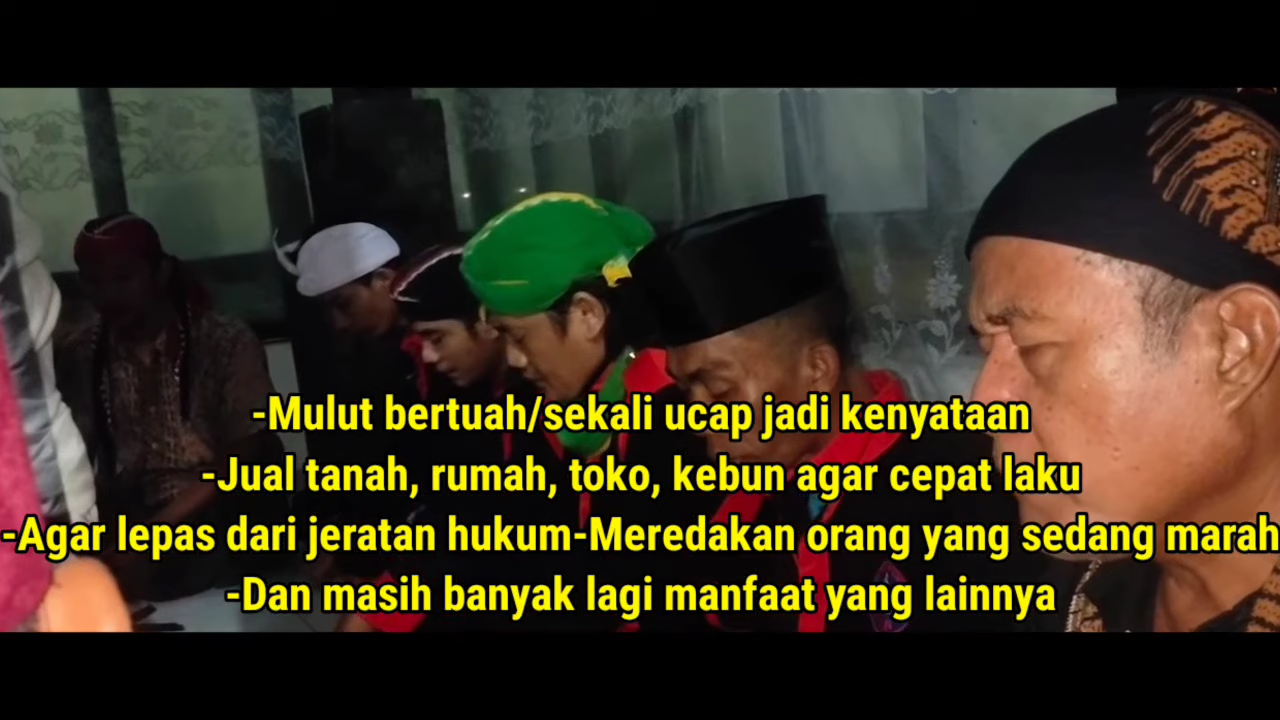 -Mulut bertuah/sekali ucap jadi kenyataan
-Jual tanah, rumah, toko, kebun agar cepat laku
-Agar lepas dari jeratan hukum-Meredakan orang yang sedang marah
-Dan masih banyak lagi manfaat yang lainnya